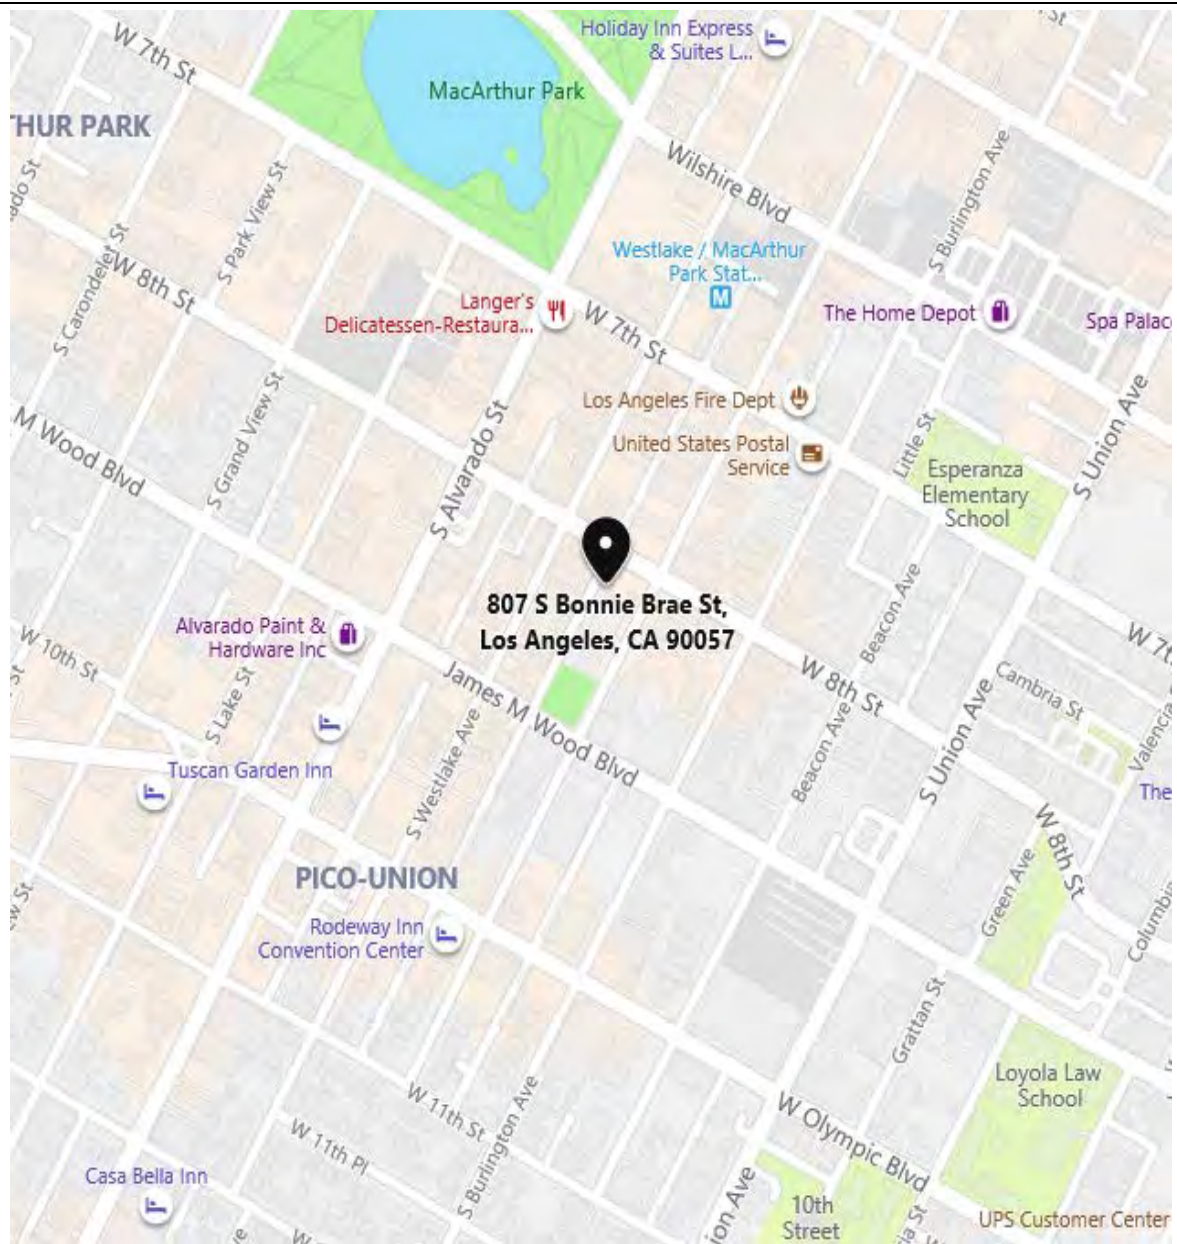 W 7th St
Holiday Inn Express
& Suites L...
MacArthur Park
THUR PARK
Wilshire Blvd
S Burlington Ave
S Park View St
S Carondelet St
W 8th St
Westlake / MacArthur
Park Stat...
M
Langer's
Delicatessen-Restaura...
W 7th St
The Home Depot
Spa Palac
Los Angeles Fire Dept
United States Postal
Service
Little St
S Union Ave
Esperanza
Elementary
School
S Grand View St
S Alvarado St
M Wood Blvd
807 S Bonnie Brae St,
Los Angeles, CA 90057
Beacon Ave
W 7t
Alvarado Paint &
Hardware Inc
W 10th St
S Lake St
James M Wood Blvd
W 8th St
Cambria St
Valencia
Tuscan Garden Inn
S Westlake Ave
Beacon Ave
S Union Ave
The
W 8th St
PICO-UNION
Green Ave
Rodeway Inn
Convention Center
ew St
Columbi
Grattan St
Loyola Law
School
W 11th St
W 11th Pl
S Burlington Ave
W Olympic Blvd
Casa Bella Inn
ion Ave
10th
Street
UPS Customer Center